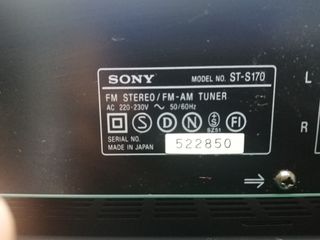 SONY MODEL NO. ST-S170
FM STEREO/FM-AM TUNER
AC 220-230V ~ 50/60Hz
S D N S FI
SZ51
SERIAL NO.
MADE IN JAPAN 522850
L
R